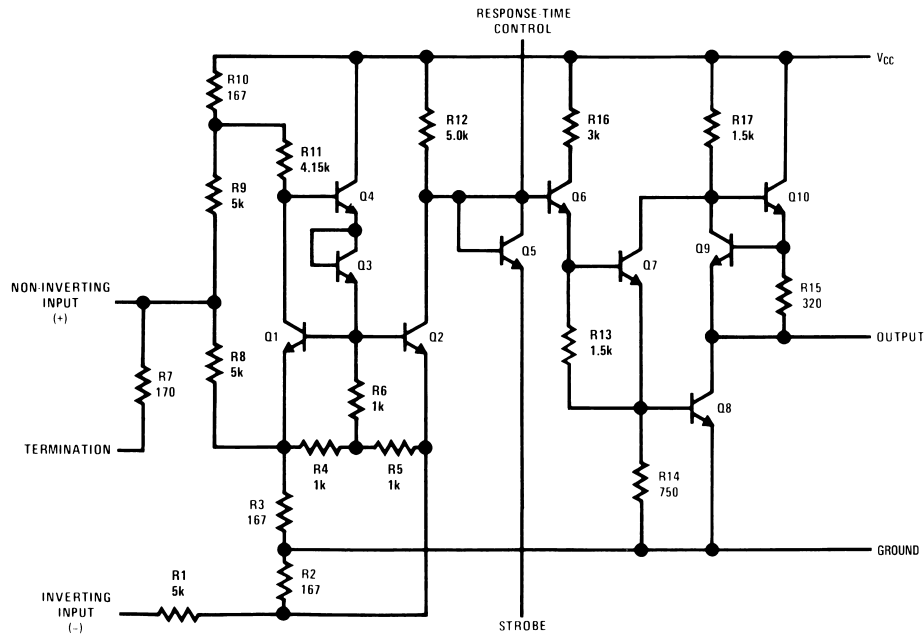 RESPONSE-TIME
CONTROL
VCC
R10
167
R12
5.0k
R16
3k
R17
1.5k
R11
4.15k
R9
5k
Q4
Q6
Q10
Q3
Q5
Q7
Q9
NON-INVERTING
INPUT
(+)
R15
320
Q1
Q2
R13
1.5k
OUTPUT
R8
5k
R7
170
R6
1k
Q8
TERMINATION
R4
1k
R5
1k
R14
750
R3
167
GROUND
R1
5k
R2
167
INVERTING
INPUT
(–)
STROBE